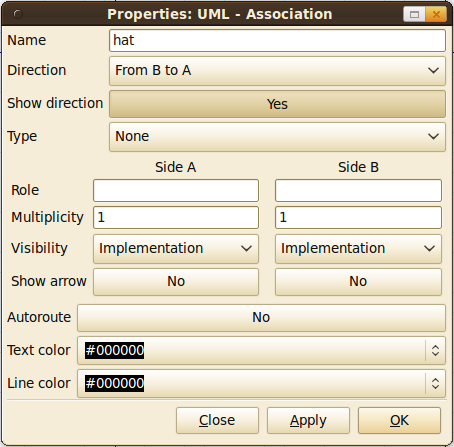 Properties: UML - Association
Name hat
Direction From B to A
Show direction Yes
Type None
Side A Side B
Role
Multiplicity 1 1
Visibility Implementation Implementation
Show arrow No No
Autoroute No
Text color #000000
Line color #000000
Close Apply OK